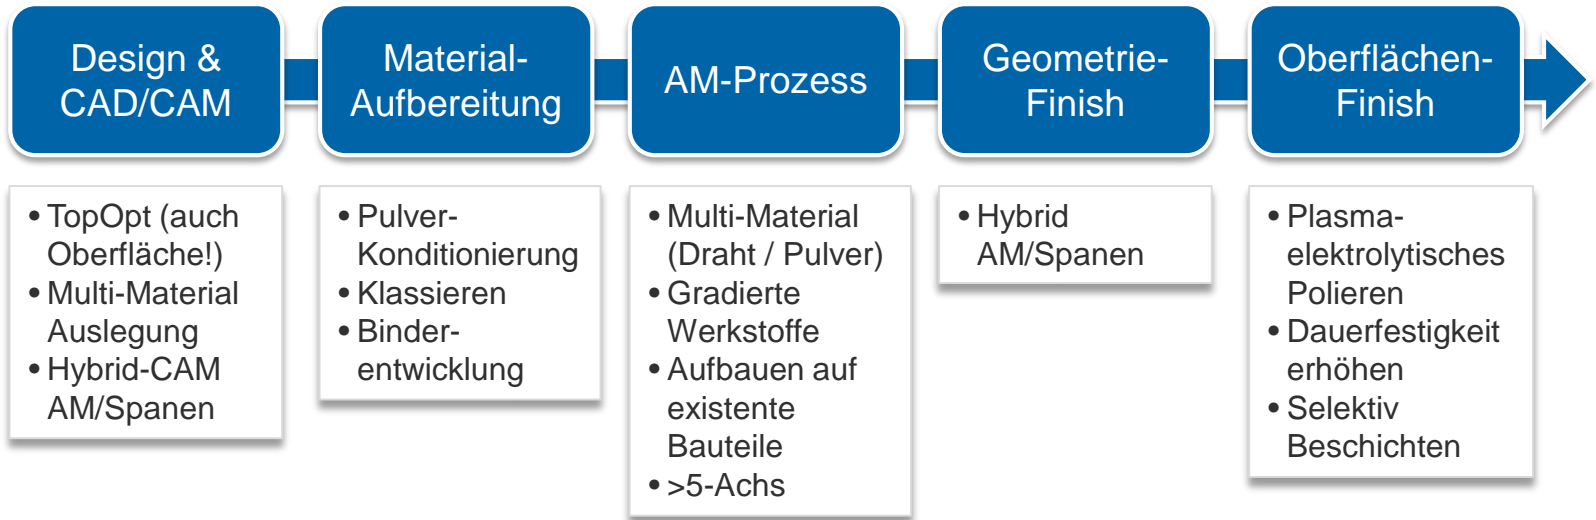 Design &
CAD/CAM
Material-
Aufbereitung
AM-Prozess
Geometrie-
Finish
Oberflächen-
Finish
• TopOpt (auch
Oberfläche!)
• Multi-Material
Auslegung
• Hybrid-CAM
AM/Spanen
• Pulver-
Konditionierung
• Klassieren
• Binder-
entwicklung
• Multi-Material
(Draht / Pulver)
• Gradierte
Werkstoffe
• Aufbauen auf
existente
Bauteile
• >5-Achs
• Hybrid
AM/Spanen
• Plasma-
elektrolytisches
Polieren
• Dauerfestigkeit
erhöhen
• Selektiv
Beschichten